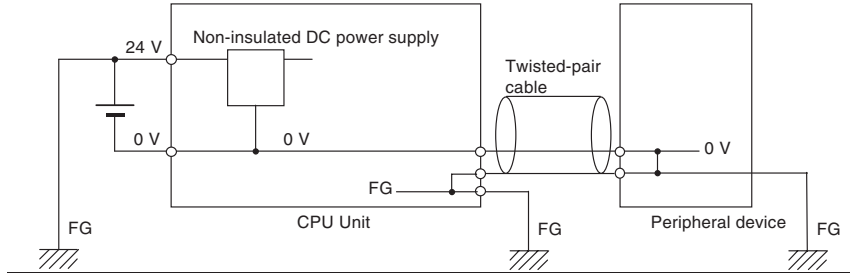 Non-insulated DC power supply
24 V
Twisted-pair
cable
0 V
0 V
0 V
FG
CPU Unit
Peripheral device
FG
FG
FG